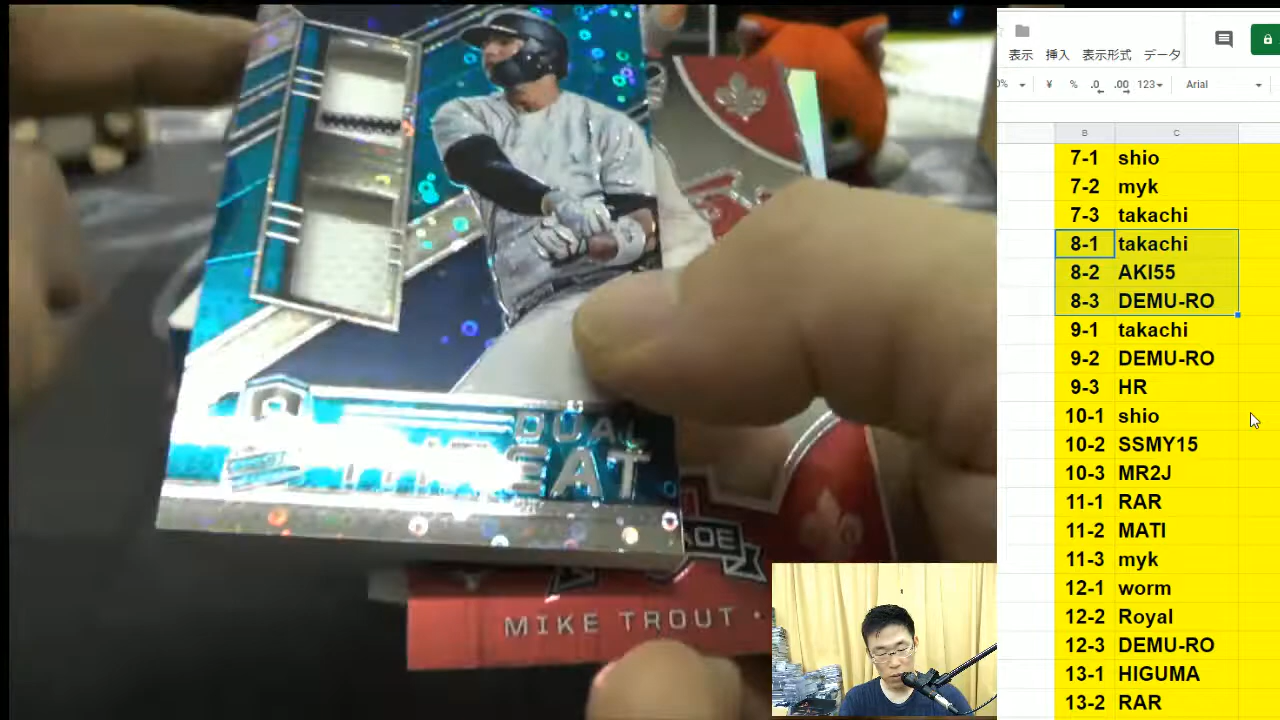 表示 挿入 表示形式 データ
¥ % .0 .00 123 Arial
B C
7-1 shio
7-2 myk
7-3 takachi
8-1 takachi
8-2 AKI55
8-3 DEMU-RO
9-1 takachi
9-2 DEMU-RO
9-3 HR
10-1 shio
10-2 SSMY15
10-3 MR2J
11-1 RAR
11-2 MATI
11-3 myk
12-1 worm
12-2 Royal
12-3 DEMU-RO
13-1 HIGUMA
13-2 RAR
DUAL
EAT
MIKE TROUT •